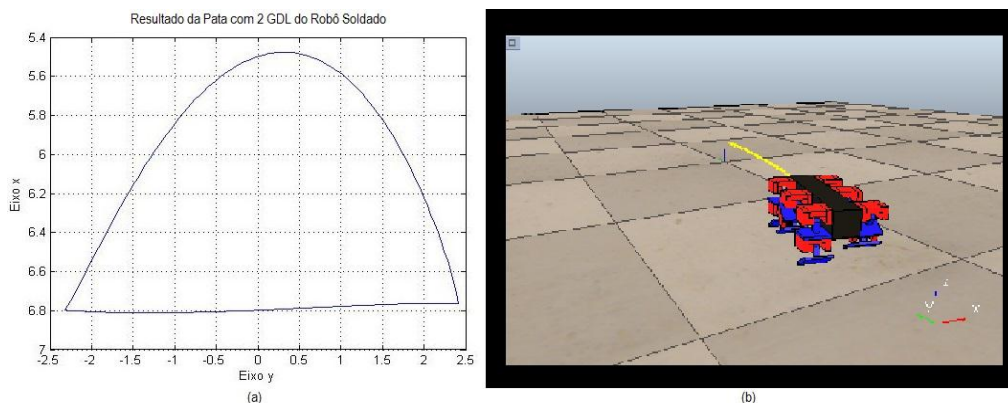 Resultado da Pata com 2 GDL do Robô Soldado
5.4
5.6
5.8
6
6.2
6.4
6.6
6.8
7
Eixo x
-2.5 -2 -1.5 -1 -0.5 0 0.5 1 1.5 2 2.5
Eixo y
(a)
z
Y
X
(b)